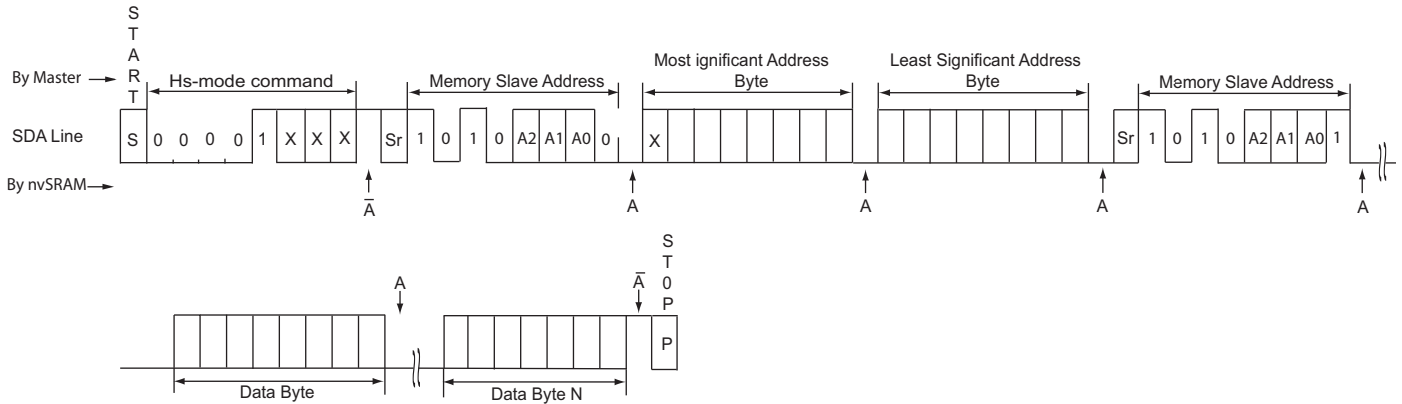 START
By Master
Hs-mode command
Memory Slave Address
Most ignificant Address
Byte
Least Significant Address
Byte
Memory Slave Address
SDA Line
S 0 0 0 0 1 X X X Sr 1 0 1 0 A2 A1 A0 0 X Sr 1 0 1 0 A2 A1 A0 1
By nvSRAM
A̅ A A A A
A A̅ ST0P
P
Data Byte
Data Byte N